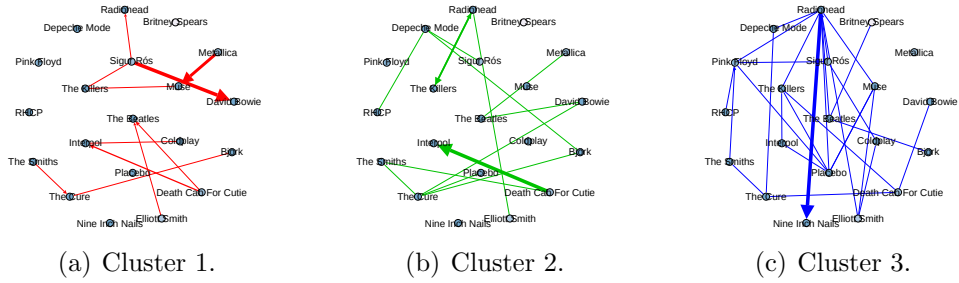 Radiohead
Britney Spears
Depeche Mode
Metallica
Sigur Rós
Pink Floyd
The Killers
Muse
David Bowie
RHCP
The Beatles
Interpol
Coldplay
Bjork
The Smiths
Placebo
The Cure
Death Cab For Cutie
Elliott Smith
Nine Inch Nails
(a) Cluster 1.
Radiohead
Britney Spears
Depeche Mode
Metallica
Sigur Rós
Pink Floyd
The Killers
Muse
David Bowie
RHCP
The Beatles
Interpol
Coldplay
Bjork
The Smiths
Placebo
The Cure
Death Cab For Cutie
Elliott Smith
Nine Inch Nails
(b) Cluster 2.
Radiohead
Britney Spears
Depeche Mode
Metallica
Sigur Rós
Pink Floyd
The Killers
Muse
David Bowie
RHCP
The Beatles
Interpol
Coldplay
Bjork
The Smiths
Placebo
The Cure
Death Cab For Cutie
Elliott Smith
Nine Inch Nails
(c) Cluster 3.